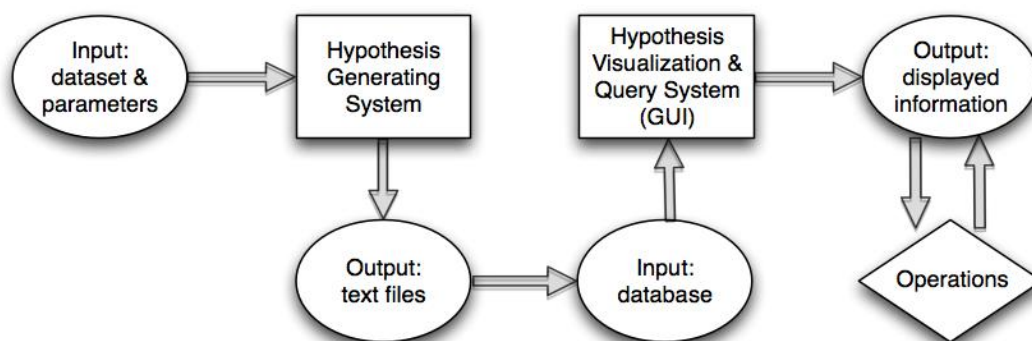 Input:
dataset &
parameters
Hypothesis
Generating
System
Output:
text files
Input:
database
Hypothesis
Visualization &
Query System
(GUI)
Output:
displayed
information
Operations